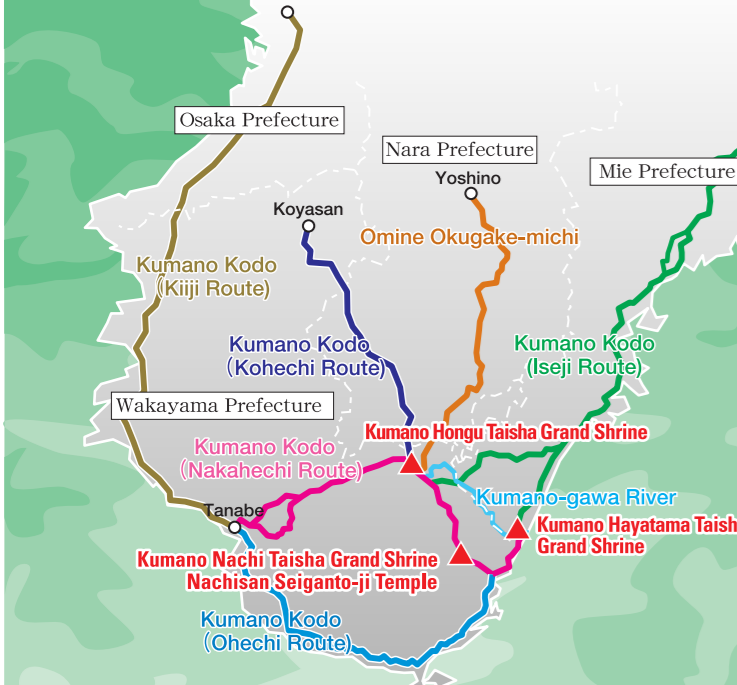 Osaka Prefecture
Nara Prefecture
Mie Prefecture
Yoshino
Koyasan
Omine Okugake-michi
Kumano Kodo
(Kiiji Route)
Kumano Kodo
(Kohechi Route)
Kumano Kodo
(Iseji Route)
Wakayama Prefecture
Kumano Hongu Taisha Grand Shrine
Kumano Kodo
(Nakahechi Route)
Kumano-gawa River
Tanabe
Kumano Hayatama Taish
Grand Shrine
Kumano Nachi Taisha Grand Shrine
Nachisan Seiganto-ji Temple
Kumano Kodo
(Ohechi Route)